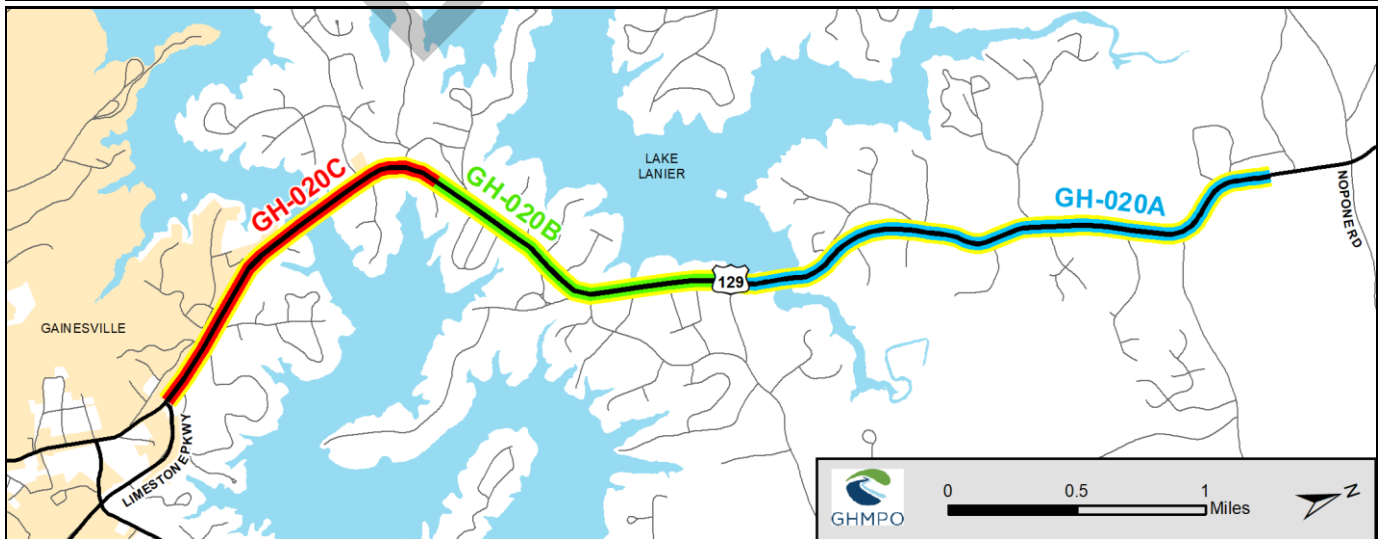 GH-020C
GH-020B
LAKE
LANIER
GH-020A
NOPONE RD
129
GAINESVILLE
LIMESTONE PKWY
GHMPO
0 0.5 1
Miles
N